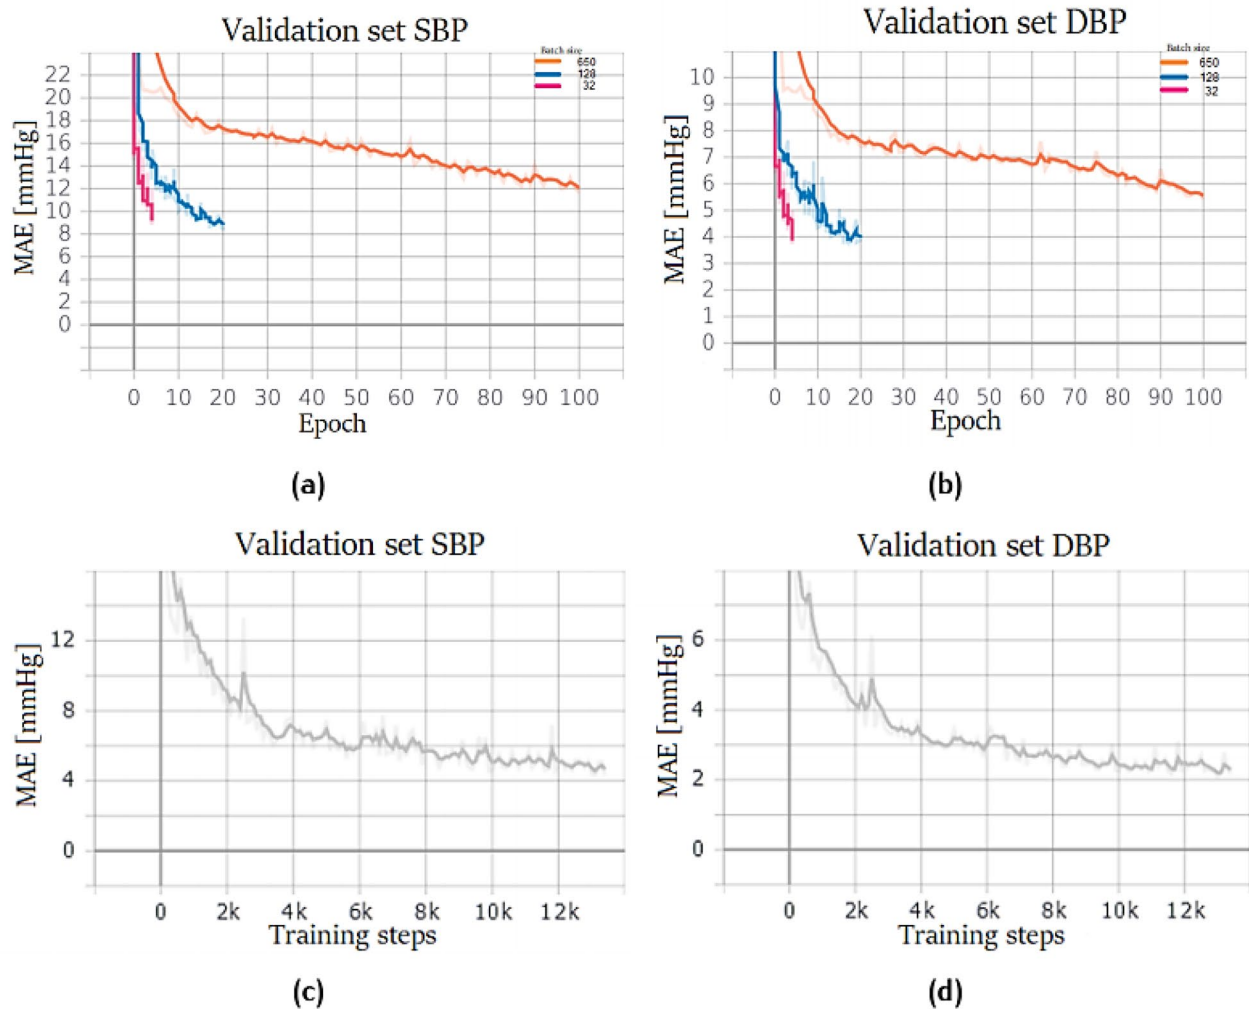 Validation set SBP
Batch size
650
128
32
MAE [mmHg]
22
20
18
16
14
12
10
8
6
4
2
0
0 10 20 30 40 50 60 70 80 90 100
Epoch
(a)
Validation set DBP
Batch size
650
128
32
MAE [mmHg]
10
9
8
7
6
5
4
3
2
1
0
0 10 20 30 40 50 60 70 80 90 100
Epoch
(b)
Validation set SBP
MAE [mmHg]
12
8
4
0
0 2k 4k 6k 8k 10k 12k
Training steps
(c)
Validation set DBP
MAE [mmHg]
6
4
2
0
0 2k 4k 6k 8k 10k 12k
Training steps
(d)